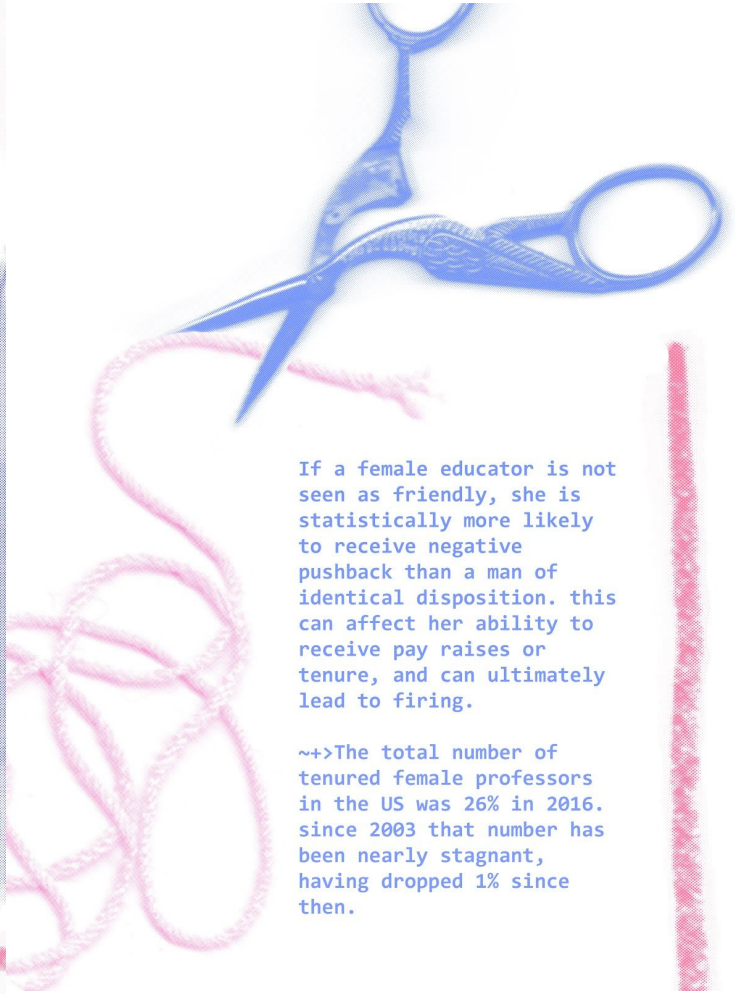 If a female educator is not
seen as friendly, she is
statistically more likely
to receive negative
pushback than a man of
identical disposition. this
can affect her ability to
receive pay raises or
tenure, and can ultimately
lead to firing.
~+>The total number of
tenured female professors
in the US was 26% in 2016.
since 2003 that number has
been nearly stagnant,
having dropped 1% since
then.